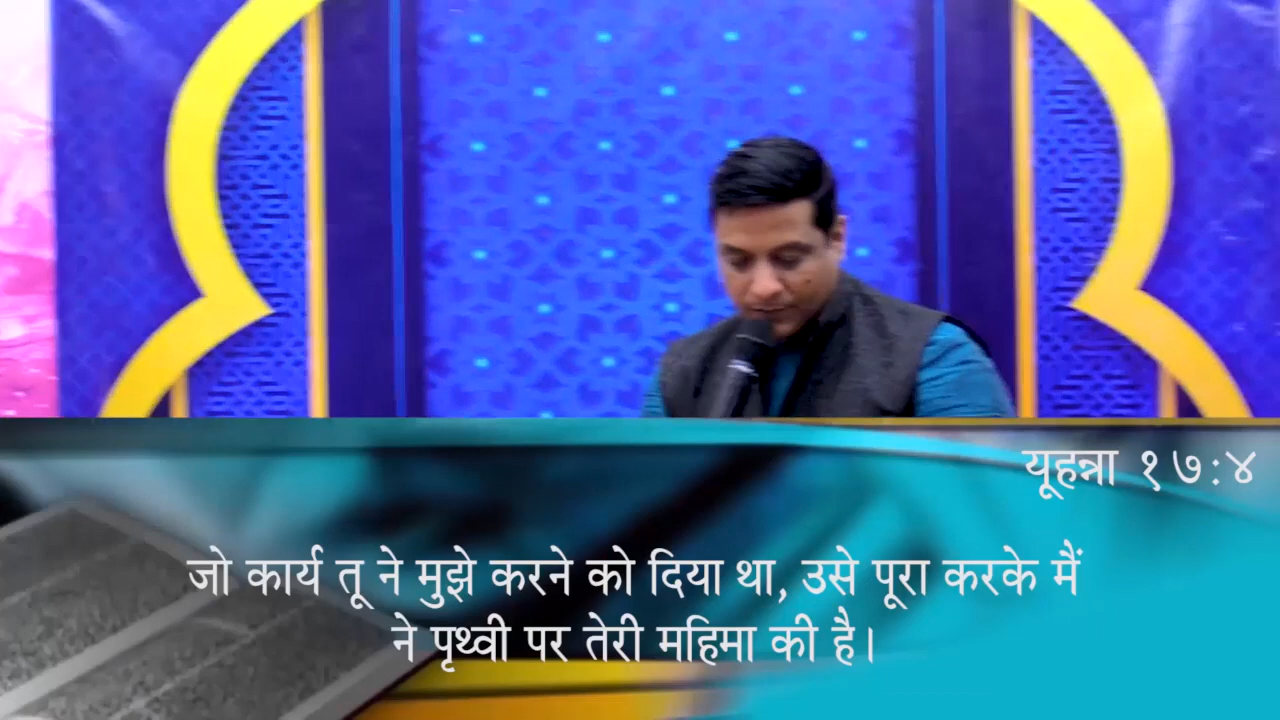 यूहन्ना १७:४
जो कार्य तू ने मुझे करने को दिया था, उसे पूरा करके मैं
ने पृथ्वी पर तेरी महिमा की है।